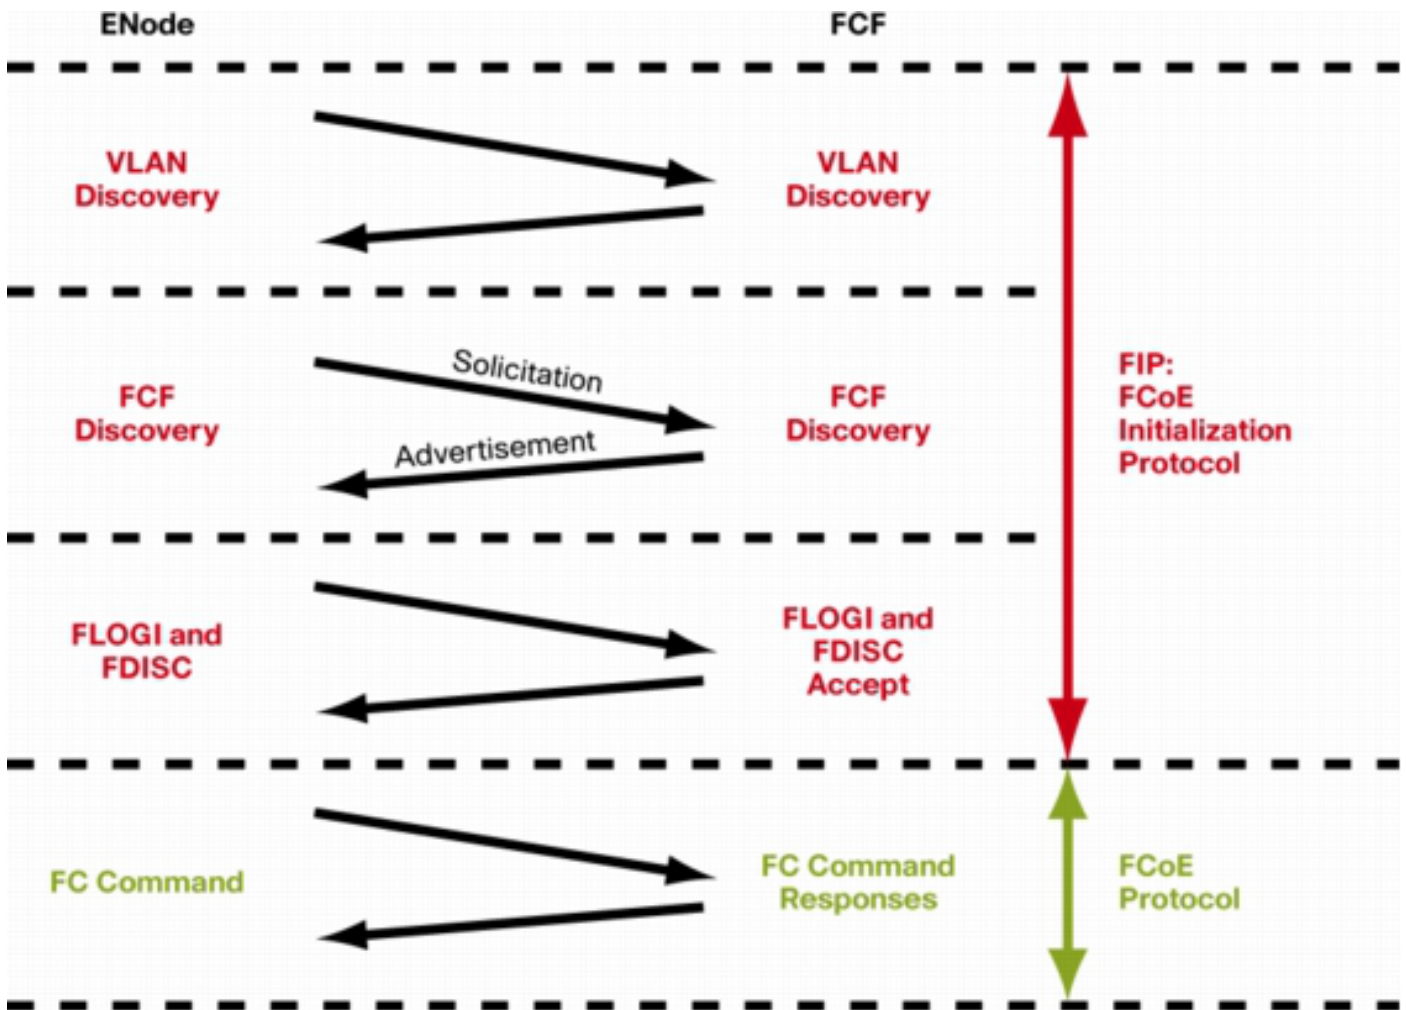 ENode
FCF
VLAN
Discovery
VLAN
Discovery
Solicitation
Advertisement
FCF
Discovery
FCF
Discovery
FIP:
FCoE
Initialization
Protocol
FLOGI and
FDISC
FLOGI and
FDISC
Accept
FC Command
FC Command
Responses
FCoE
Protocol